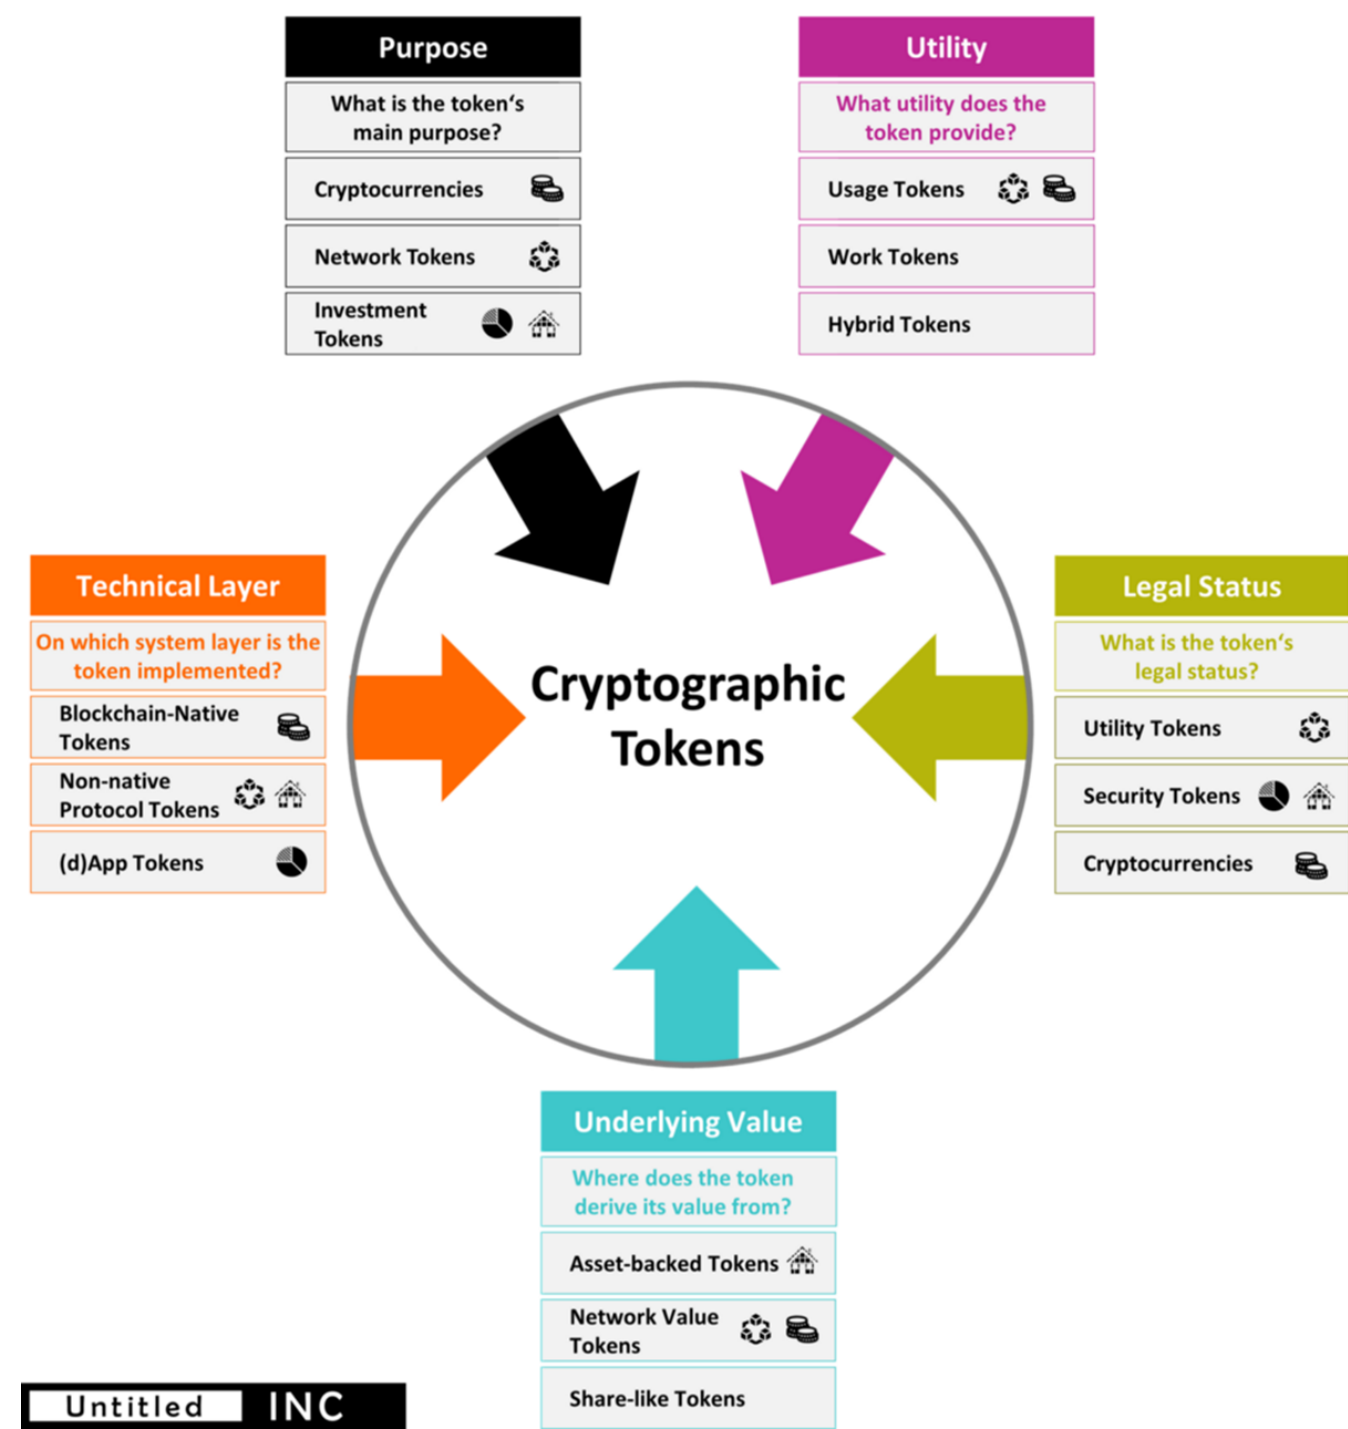 Purpose
What is the token‘s
main purpose?
Cryptocurrencies
Network Tokens
Investment
Tokens
Utility
What utility does the
token provide?
Usage Tokens
Work Tokens
Hybrid Tokens
Technical Layer
On which system layer is the
token implemented?
Blockchain-Native
Tokens
Non-native
Protocol Tokens
(d)App Tokens
Cryptographic
Tokens
Legal Status
What is the token‘s
legal status?
Utility Tokens
Security Tokens
Cryptocurrencies
Underlying Value
Where does the token
derive its value from?
Asset-backed Tokens
Network Value
Tokens
Share-like Tokens
Untitled INC